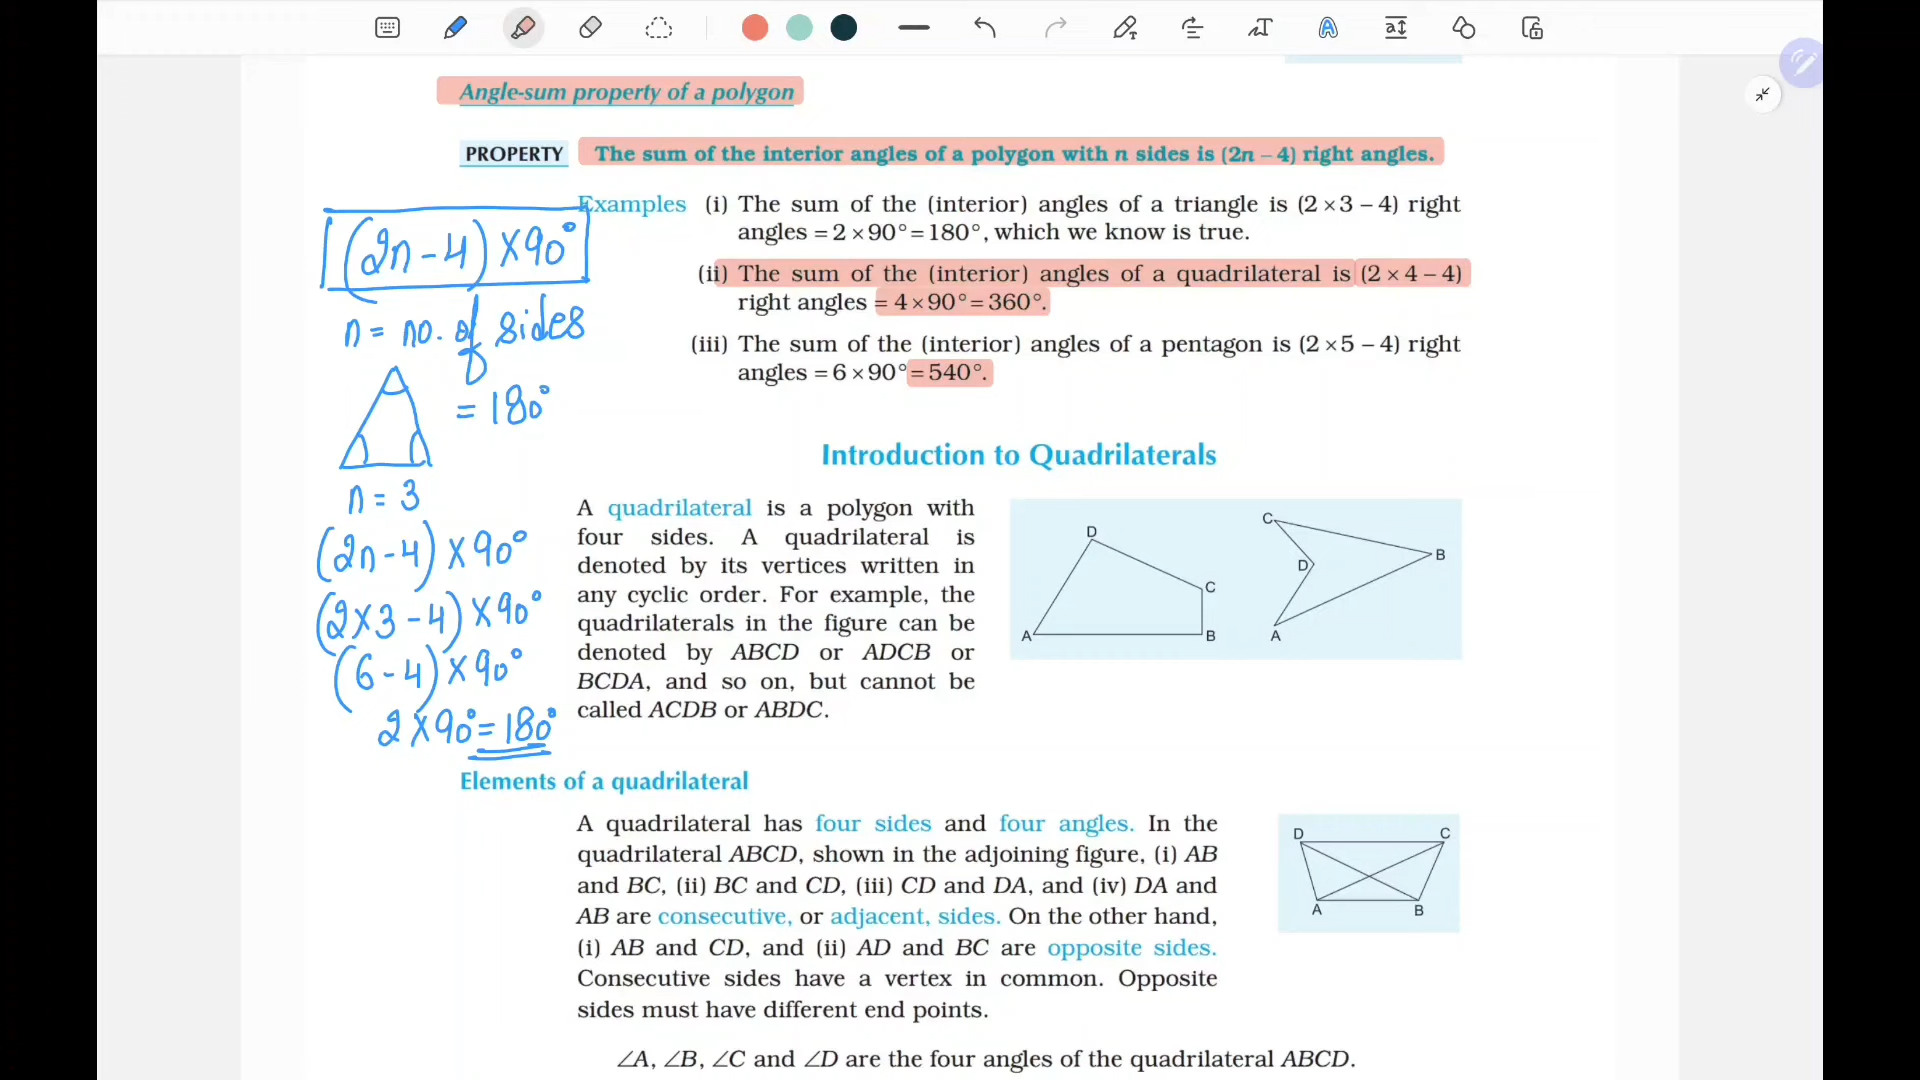 Angle-sum property of a polygon
PROPERTY The sum of the interior angles of a polygon with n sides is (2n – 4) right angles.
Examples (i) The sum of the (interior) angles of a triangle is (2 × 3 – 4) right
angles = 2 × 90° = 180°, which we know is true.
(ii) The sum of the (interior) angles of a quadrilateral is (2 × 4 – 4)
right angles = 4 × 90° = 360°.
(iii) The sum of the (interior) angles of a pentagon is (2 × 5 – 4) right
angles = 6 × 90° = 540°.
(2n-4) ×90°
n= no. of sides
= 180°
n = 3
(2n-4) ×90°
(2×3-4) ×90°
(6-4) ×90°
2×90°=180°
Introduction to Quadrilaterals
A quadrilateral is a polygon with
four sides. A quadrilateral is
denoted by its vertices written in
any cyclic order. For example, the
quadrilaterals in the figure can be
denoted by ABCD or ADCB or
BCDA, and so on, but cannot be
called ACDB or ABDC.
D
C
A
B
C
B
D
A
Elements of a quadrilateral
A quadrilateral has four sides and four angles. In the
quadrilateral ABCD, shown in the adjoining figure, (i) AB
and BC, (ii) BC and CD, (iii) CD and DA, and (iv) DA and
AB are consecutive, or adjacent, sides. On the other hand,
(i) AB and CD, and (ii) AD and BC are opposite sides.
Consecutive sides have a vertex in common. Opposite
sides must have different end points.
D C
A B
∠A, ∠B, ∠C and ∠D are the four angles of the quadrilateral ABCD.